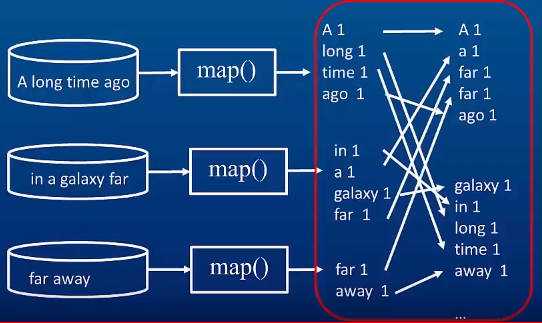 A long time ago
map()
A 1
long 1
time 1
ago 1
in a galaxy far
map()
in 1
a 1
galaxy 1
far 1
far away
map()
far 1
away 1
A 1
a 1
far 1
far 1
ago 1
galaxy 1
in 1
long 1
time 1
away 1
...